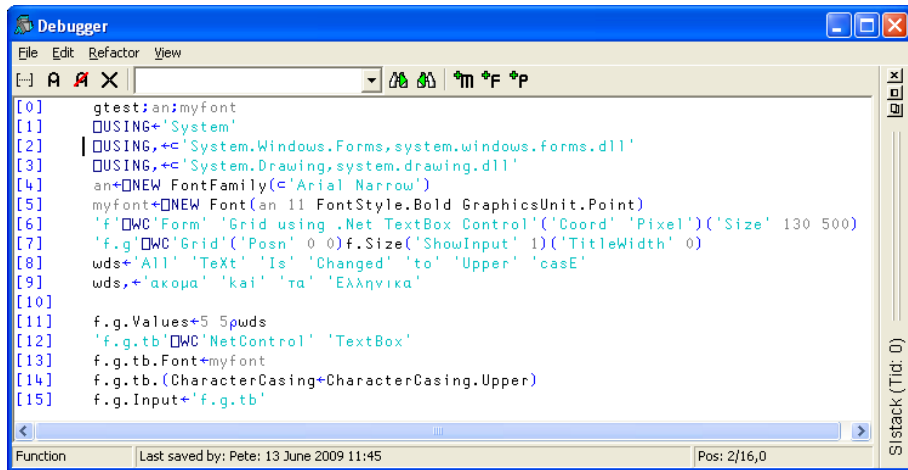 Debugger
File Edit Refactor View
[0] gtest;an;myfont
[1] ⎕USING←'System'
[2] ⎕USING,←⊂'System.Windows.Forms,system.windows.forms.dll'
[3] ⎕USING,←⊂'System.Drawing,system.drawing.dll'
[4] an←⎕NEW FontFamily(⊂'Arial Narrow')
[5] myfont←⎕NEW Font(an 11 FontStyle.Bold GraphicsUnit.Point)
[6] 'f'⎕WC'Form' 'Grid using .Net TextBox Control'('Coord' 'Pixel')('Size' 130 500)
[7] 'f.g'⎕WC'Grid'('Posn' 0 0)f.Size('ShowInput' 1)('TitleWidth' 0)
[8] wds←'All' 'TeXt' 'Is' 'Changed' 'to' 'Upper' 'casE'
[9] wds,←'ακομα' 'kai' 'τα' 'Ελληνικα'
[10]
[11] f.g.Values←5 5⍴wds
[12] 'f.g.tb'⎕WC'NetControl' 'TextBox'
[13] f.g.tb.Font←myfont
[14] f.g.tb.(CharacterCasing←CharacterCasing.Upper)
[15] f.g.Input←'f.g.tb'
Function Last saved by: Pete: 13 June 2009 11:45 Pos: 2/16,0
SIstack (Tid: 0)